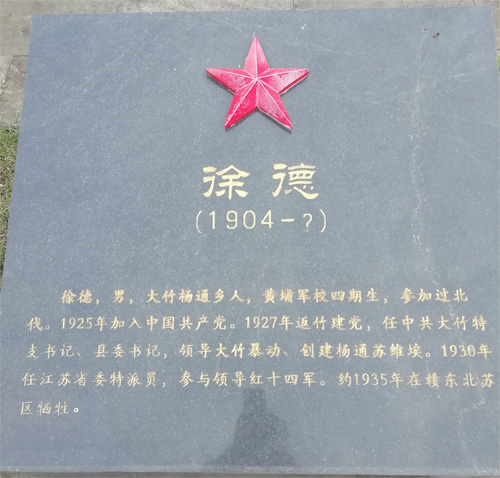 徐德
(1904-?)
徐德，男，大竹杨通乡人，黄埔军校四期生，参加过北
伐。1925年加入中国共产党。1927年返竹建党，任中共大竹特
支书记、县委书记，领导大竹暴动、创建杨通苏维埃。1930年
任江苏省委特派员，参与领导红十四军。约1935年在赣东北苏
区牺牲。